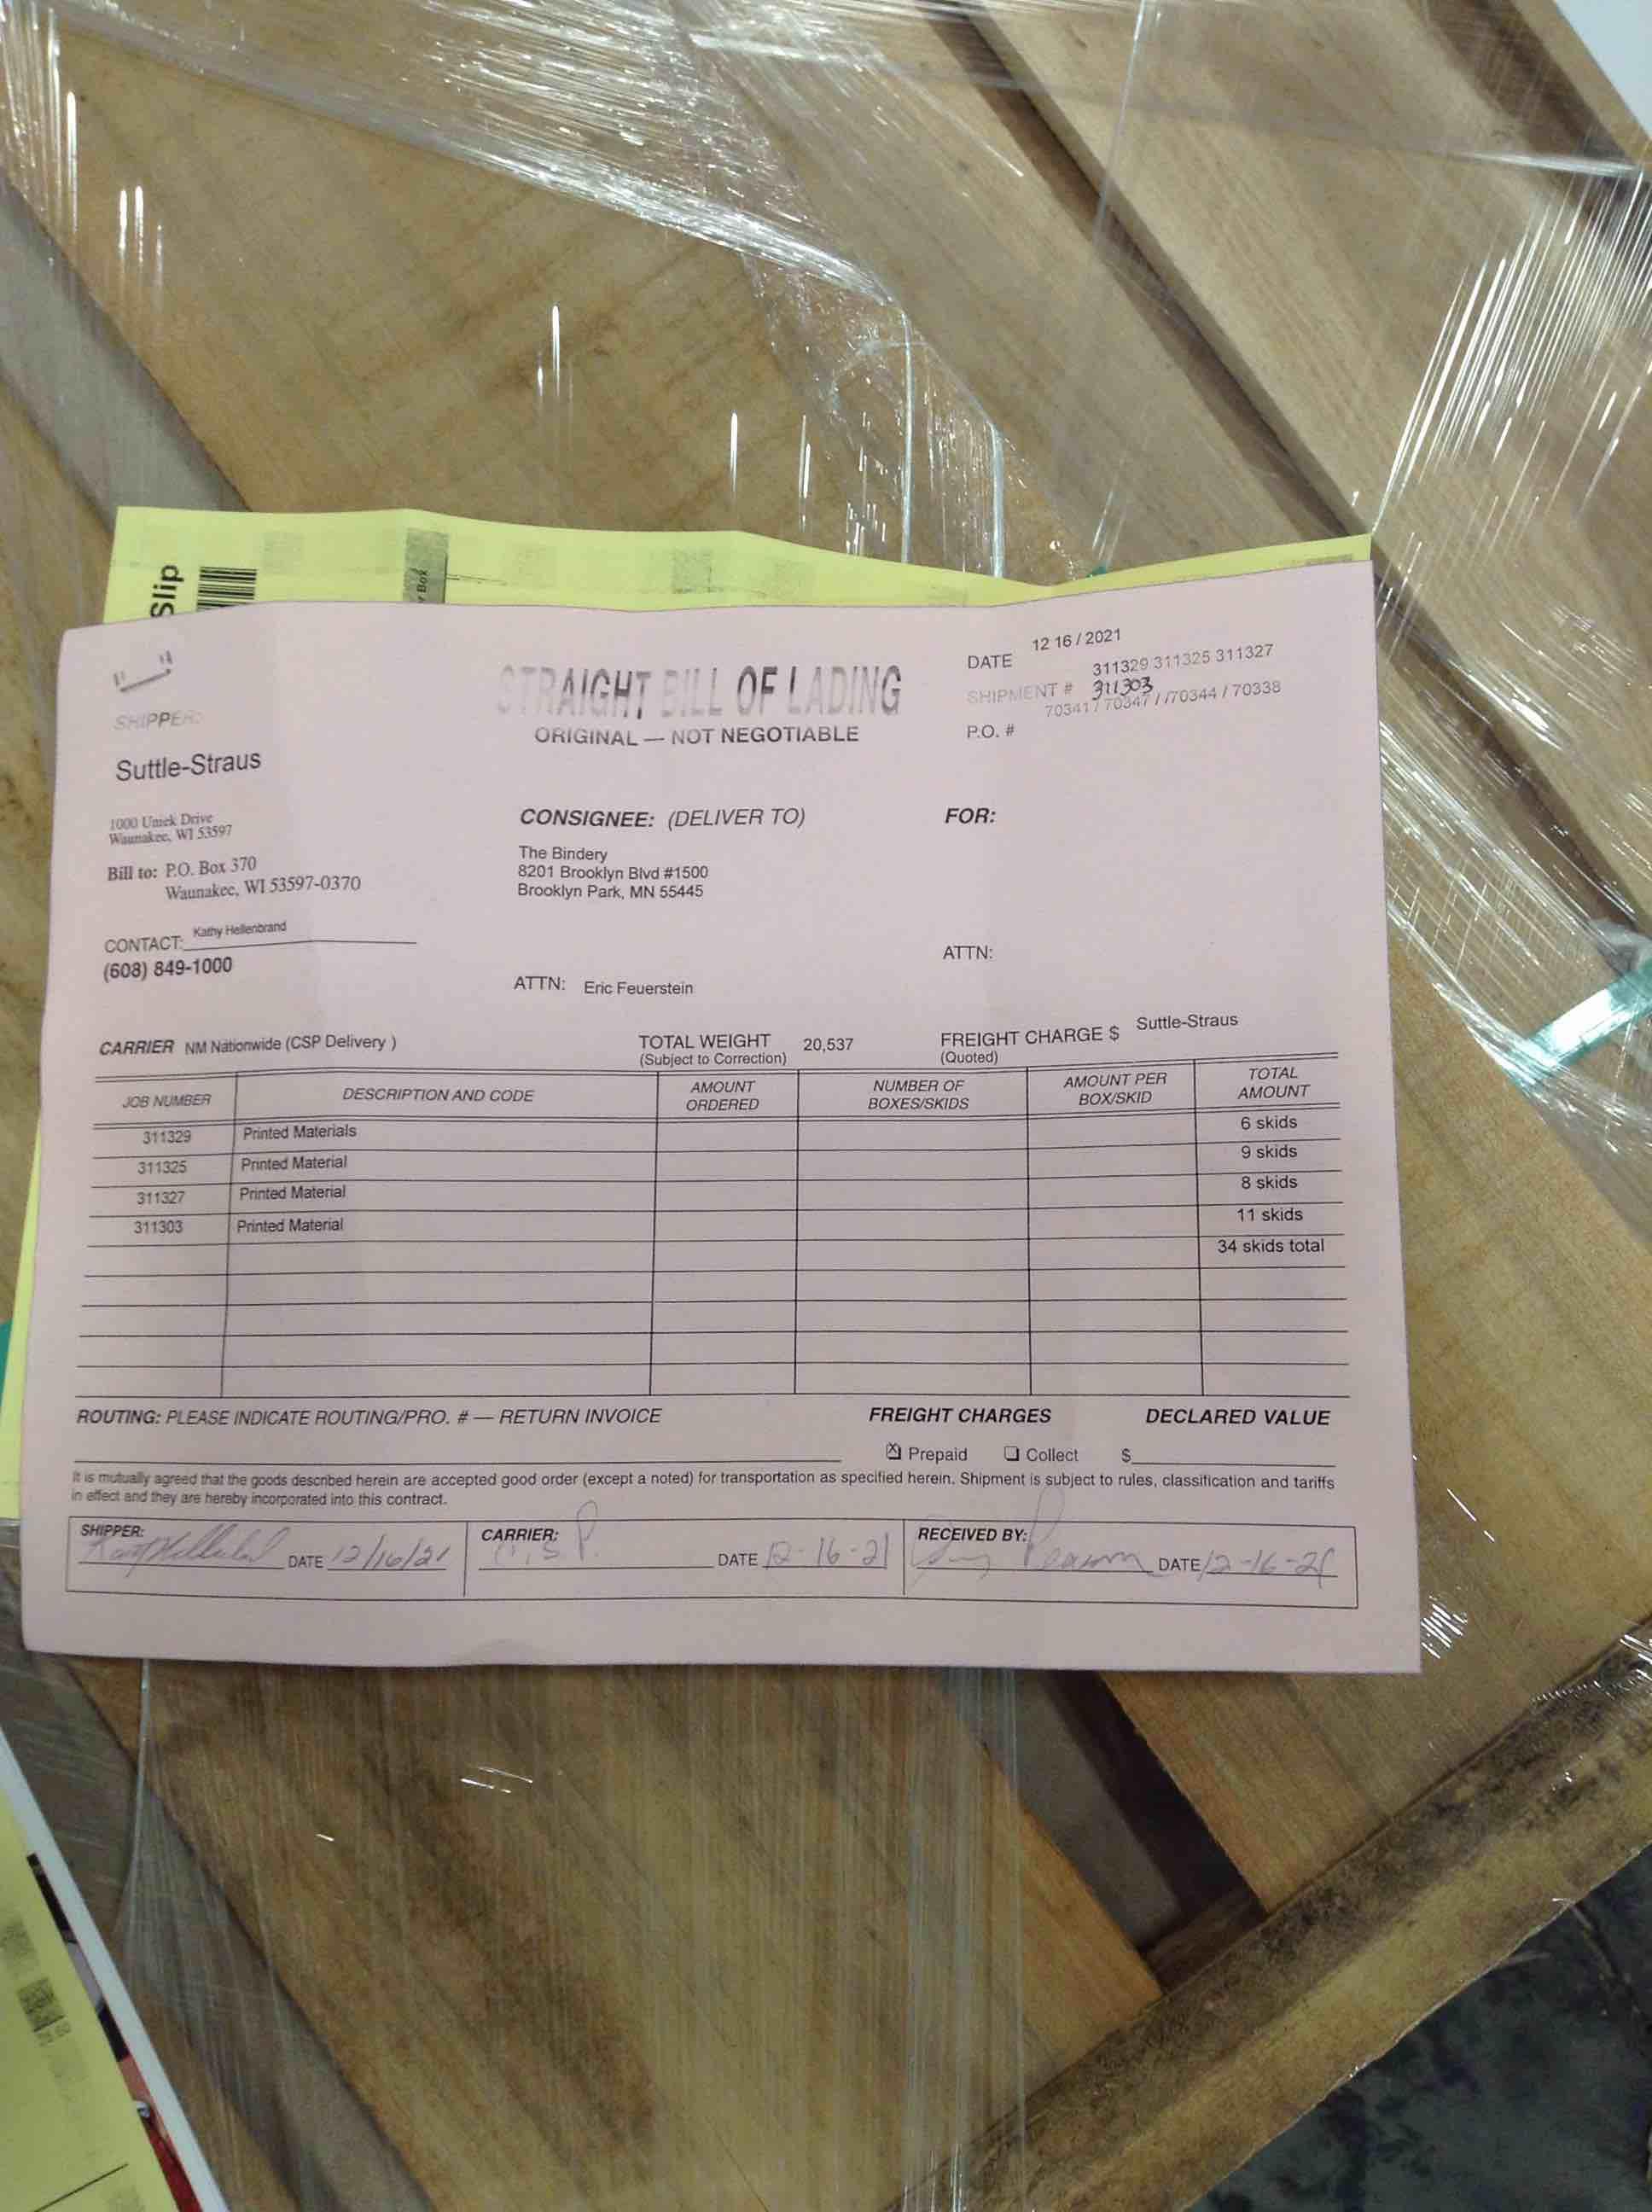 Slip
Box
DATE 12 16 / 2021
311329 311325 311327
SHIPMENT # 311303
70341 / 70347 / /70344 / 70338
P.O. #
STRAIGHT BILL OF LADING
ORIGINAL — NOT NEGOTIABLE
SHIPPER:
Suttle-Straus
1000 Uniek Drive
Waunakee, WI 53597
Bill to: P.O. Box 370
Waunakee, WI 53597-0370
CONTACT: Kathy Hellenbrand
(608) 849-1000
CONSIGNEE: (DELIVER TO)
The Bindery
8201 Brooklyn Blvd #1500
Brooklyn Park, MN 55445
ATTN: Eric Feuerstein
FOR:
ATTN:
CARRIER NM Nationwide (CSP Delivery )
TOTAL WEIGHT 20,537
(Subject to Correction)
FREIGHT CHARGE $ Suttle-Straus
(Quoted)
JOB NUMBER DESCRIPTION AND CODE AMOUNT ORDERED NUMBER OF BOXES/SKIDS AMOUNT PER BOX/SKID TOTAL AMOUNT
311329 Printed Materials 6 skids
311325 Printed Material 9 skids
311327 Printed Material 8 skids
311303 Printed Material 11 skids
34 skids total
ROUTING: PLEASE INDICATE ROUTING/PRO. # — RETURN INVOICE
FREIGHT CHARGES DECLARED VALUE
☒ Prepaid ❏ Collect $
It is mutually agreed that the goods described herein are accepted good order (except a noted) for transportation as specified herein. Shipment is subject to rules, classification and tariffs
in effect and they are hereby incorporated into this contract.
SHIPPER: DATE 12/16/21
CARRIER: C.S.P. DATE 12-16-21
RECEIVED BY: Pearson DATE 12-16-21